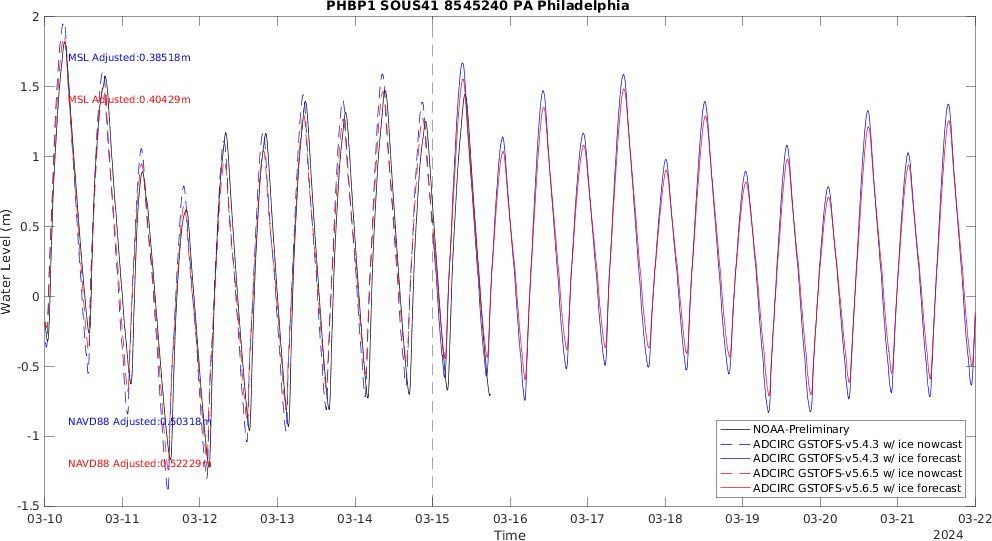 PHBP1 SOUS41 8545240 PA Philadelphia
2
1.5
1
0.5
0
-0.5
-1
-1.5
Water Level (m)
MSL Adjusted:0.38518m
MSL Adjusted:0.40429m
NAVD88 Adjusted:0.50318m
NAVD88 Adjusted:0.52229m
NOAA-Preliminary
ADCIRC GSTOFS-v5.4.3 w/ ice nowcast
ADCIRC GSTOFS-v5.4.3 w/ ice forecast
ADCIRC GSTOFS-v5.6.5 w/ ice nowcast
ADCIRC GSTOFS-v5.6.5 w/ ice forecast
03-10 03-11 03-12 03-13 03-14 03-15 03-16 03-17 03-18 03-19 03-20 03-21 03-22
Time
2024